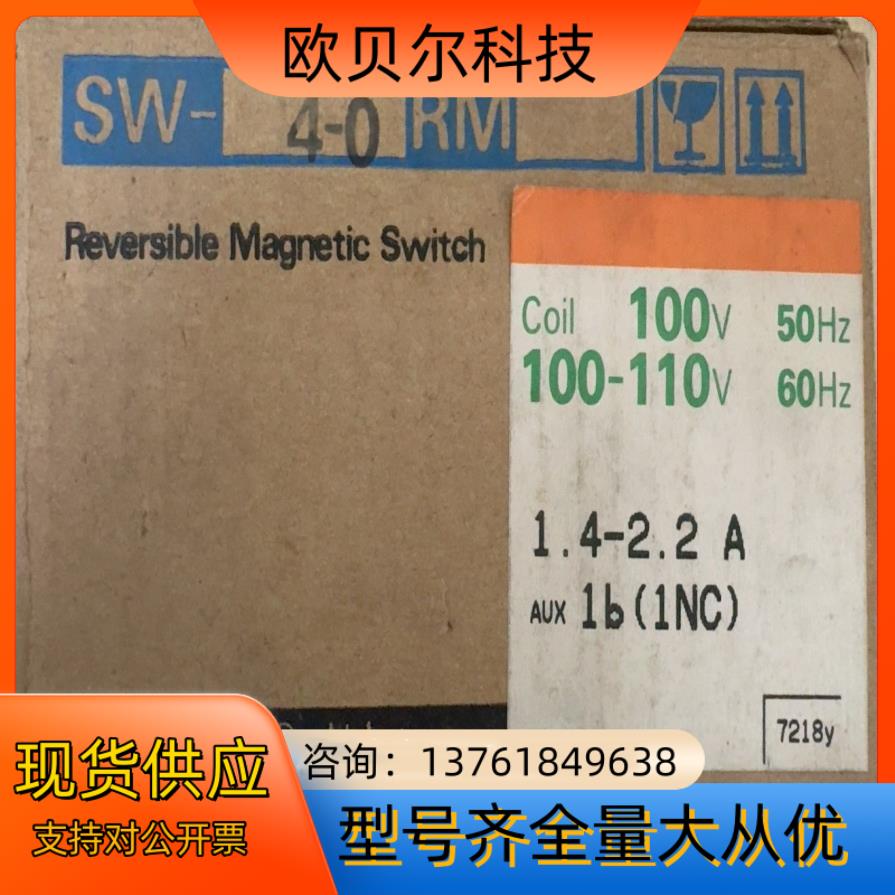 欧贝尔科技
SW-4-0RM
Reversible Magnetic Switch
Coil 100V 50Hz
100-110V 60Hz
1.4-2.2 A
AUX 1b(1NC)
7218y
现货供应
支持对公开票
咨询：13761849638
型号齐全量大从优